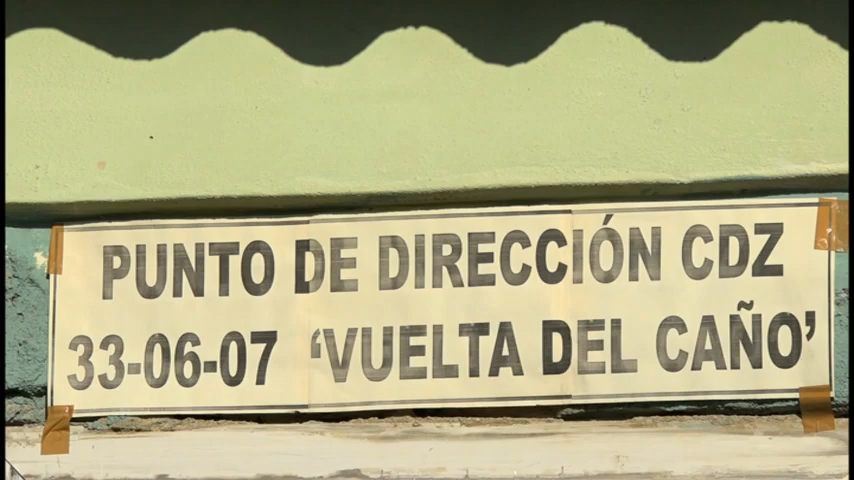 PUNTO DE DIRECCIÓN CDZ
33-06-07 ‘VUELTA DEL CAÑO’